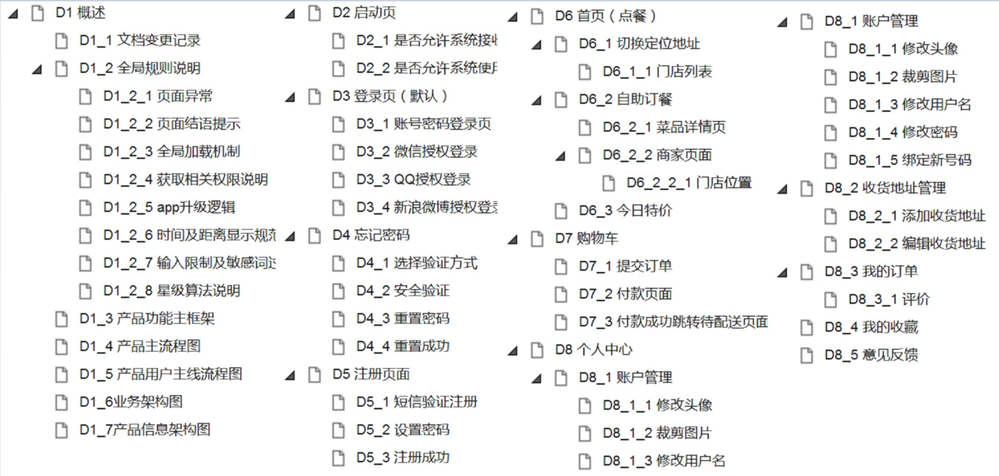 D1 概述
D1_1 文档变更记录
D1_2 全局规则说明
D1_2_1 页面异常
D1_2_2 页面结语提示
D1_2_3 全局加载机制
D1_2_4 获取相关权限说明
D1_2_5 app升级逻辑
D1_2_6 时间及距离显示规范
D1_2_7 输入限制及敏感词过
D1_2_8 星级算法说明
D1_3 产品功能主框架
D1_4 产品主流程图
D1_5 产品用户主线流程图
D1_6业务架构图
D1_7产品信息架构图
D2 启动页
D2_1 是否允许系统接收
D2_2 是否允许系统使用
D3 登录页（默认）
D3_1 账号密码登录页
D3_2 微信授权登录
D3_3 QQ授权登录
D3_4 新浪微博授权登录
D4 忘记密码
D4_1 选择验证方式
D4_2 安全验证
D4_3 重置密码
D4_4 重置成功
D5 注册页面
D5_1 短信验证注册
D5_2 设置密码
D5_3 注册成功
D6 首页（点餐）
D6_1 切换定位地址
D6_1_1 门店列表
D6_2 自助订餐
D6_2_1 菜品详情页
D6_2_2 商家页面
D6_2_2_1 门店位置
D6_3 今日特价
D7 购物车
D7_1 提交订单
D7_2 付款页面
D7_3 付款成功跳转待配送页面
D8 个人中心
D8_1 账户管理
D8_1_1 修改头像
D8_1_2 裁剪图片
D8_1_3 修改用户名
D8_1 账户管理
D8_1_1 修改头像
D8_1_2 裁剪图片
D8_1_3 修改用户名
D8_1_4 修改密码
D8_1_5 绑定新号码
D8_2 收货地址管理
D8_2_1 添加收货地址
D8_2_2 编辑收货地址
D8_3 我的订单
D8_3_1 评价
D8_4 我的收藏
D8_5 意见反馈